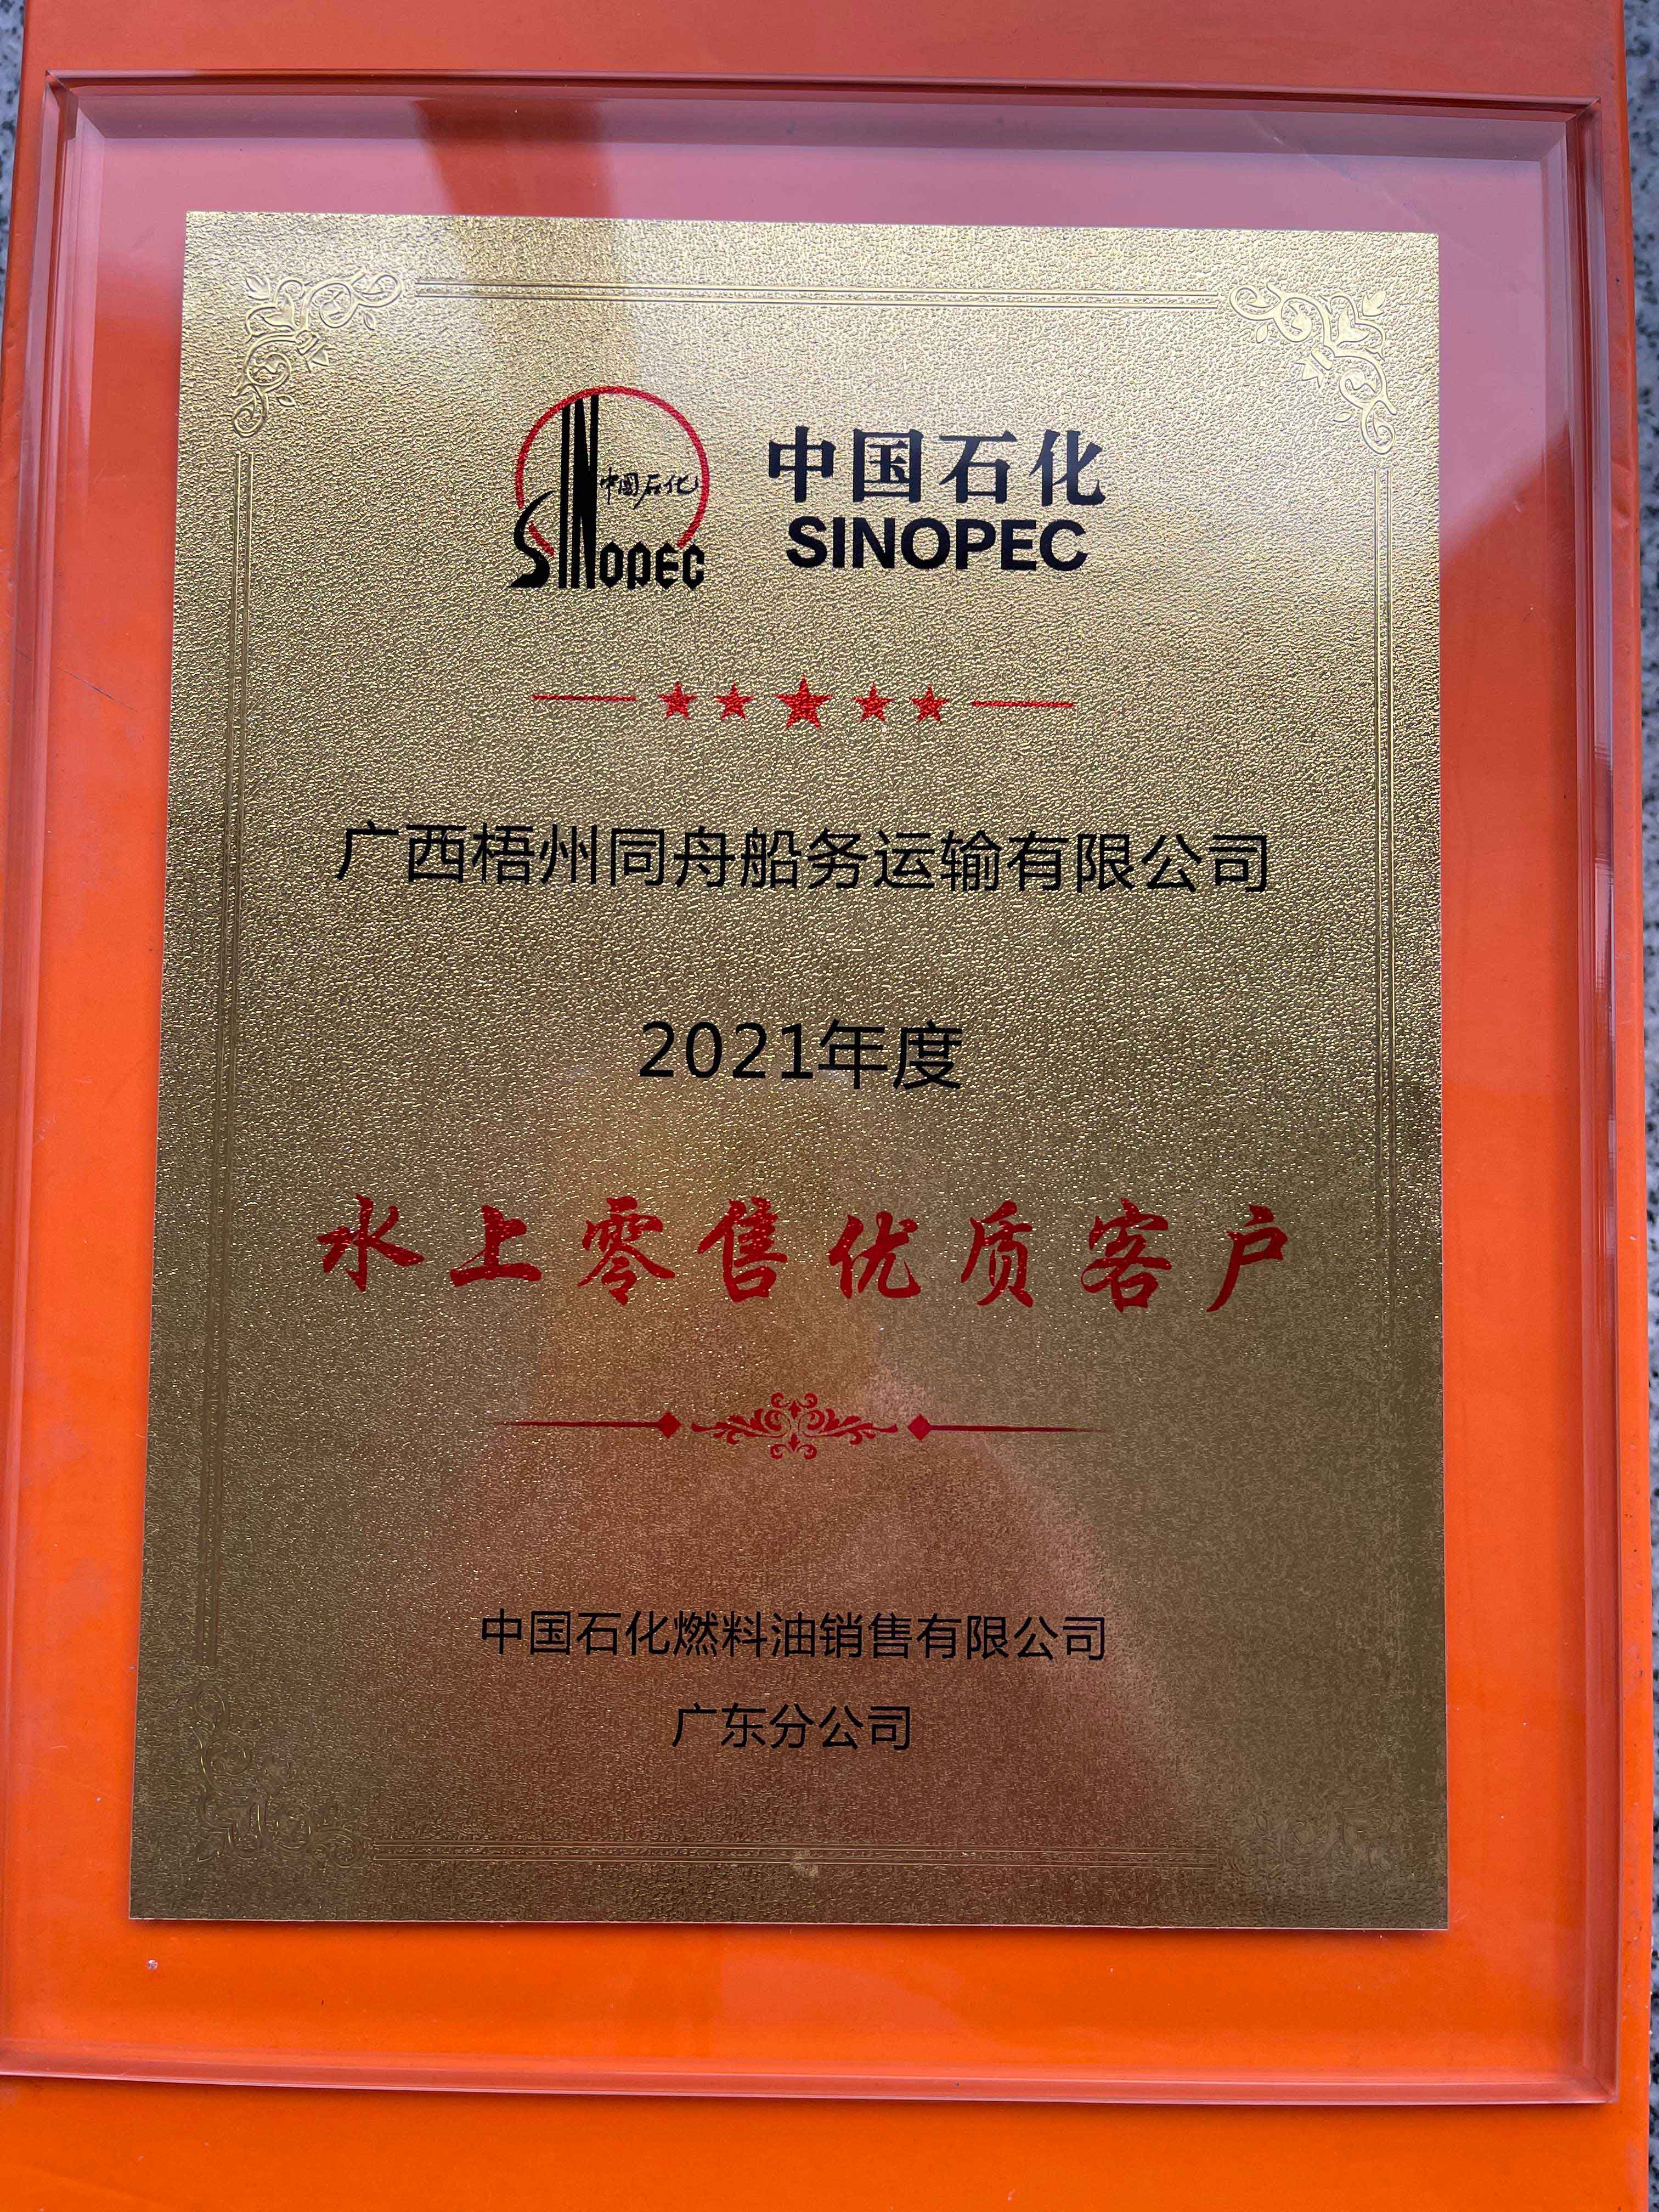 中国石化
SINOPEC
中国石化
SINOPEC
广西梧州同舟船务运输有限公司
2021年度
水上零售优质客户
中国石化燃料油销售有限公司
广东分公司